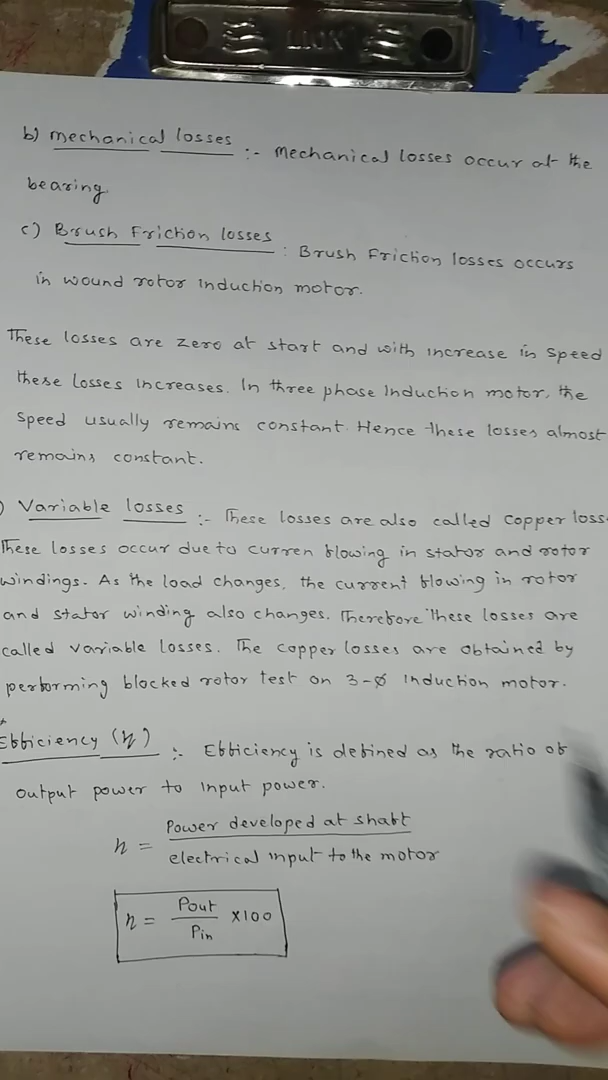 LINK
b) Mechanical losses :- Mechanical losses occur at the
bearing.
c) Brush Friction losses : Brush Friction losses occurs
in wound rotor induction motor.
These losses are zero at start and with increase in speed
these losses increases. In three phase Induction motor, the
speed usually remains constant. Hence these losses almost
remains constant.
) Variable losses :- These losses are also called copper loss
These losses occur due to curren flowing in stator and rotor
windings. As the load changes, the current flowing in rotor
and stator winding also changes. Therefore these losses are
called variable losses. The copper losses are obtained by
performing blocked rotor test on 3-ϕ Induction motor.
Efficiency (η) :- Efficiency is defined as the ratio of
output power to input power.
η = Power developed at shaft / electrical input to the motor
η = Pout / Pin ×100